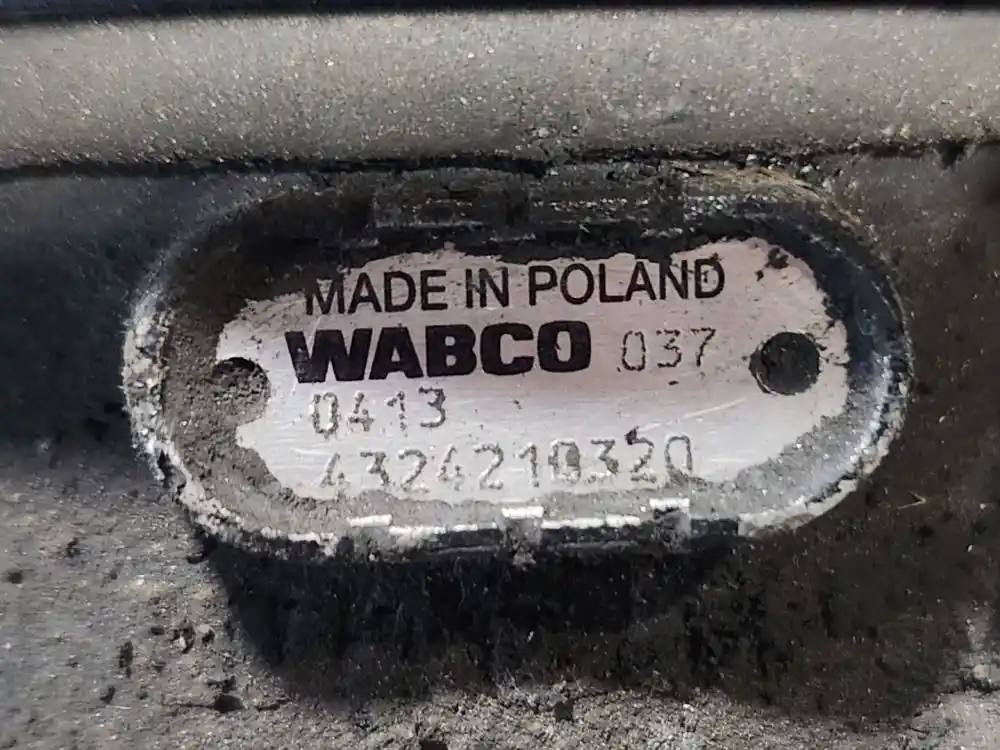 MADE IN POLAND
WABCO 037
0413
4324210320